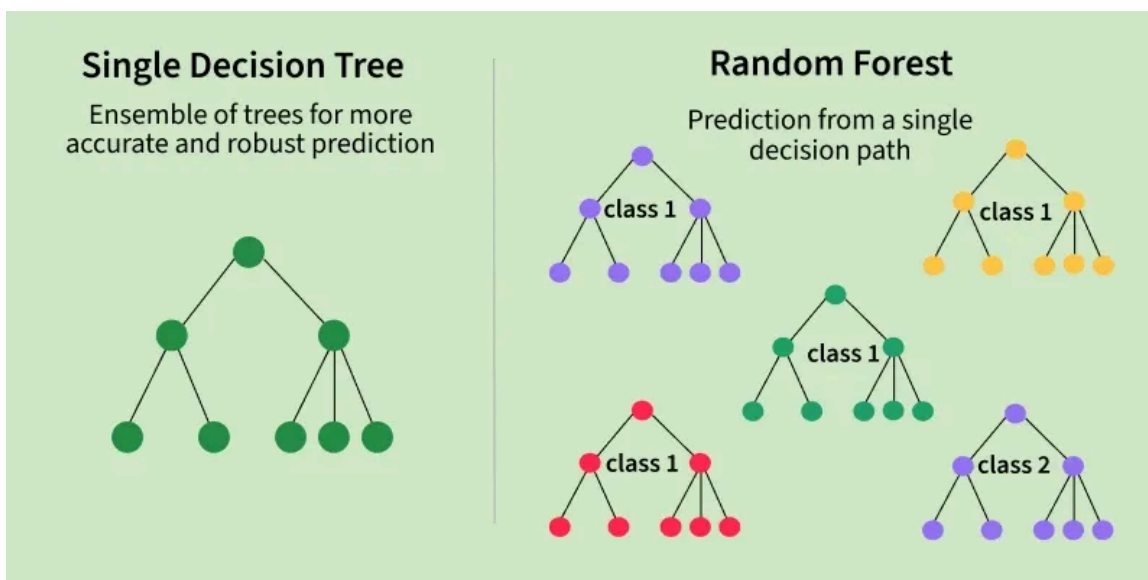 Single Decision Tree
Ensemble of trees for more
accurate and robust prediction
Random Forest
Prediction from a single
decision path
class 1
class 1
class 1
class 1
class 2